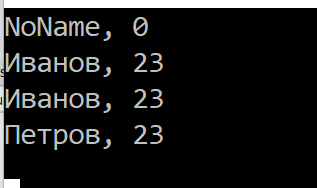 NoName, 0
Иванов, 23
Иванов, 23
Петров, 23